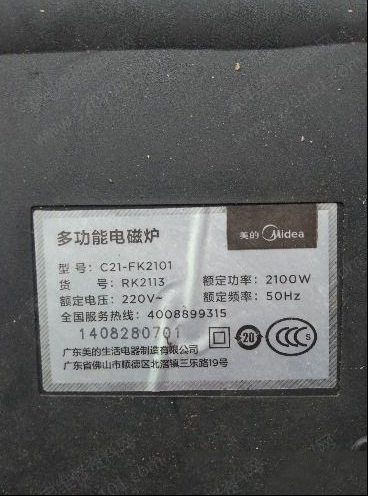 美的 Midea
多功能电磁炉
型 号：C21-FK2101
货 号：RK2113 额定功率：2100W
额定电压：220V~ 额定频率：50Hz
全国服务热线：4008899315
1408280701
20
CCC S
广东美的生活电器制造有限公司
广东省佛山市顺德区北滘镇三乐路19号